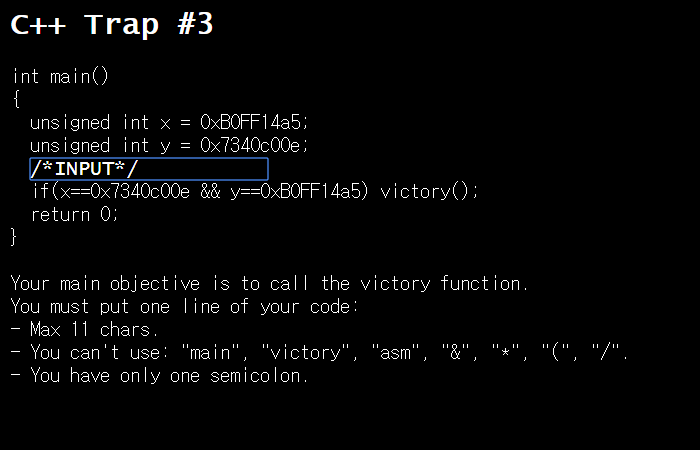 C++ Trap #3
int main()
{
unsigned int x = 0xB0FF14a5;
unsigned int y = 0x7340c00e;
/*INPUT*/
if(x==0x7340c00e && y==0xB0FF14a5) victory();
return 0;
}
Your main objective is to call the victory function.
You must put one line of your code:
- Max 11 chars.
- You can't use: "main", "victory", "asm", "&", "*", "(", "/".
- You have only one semicolon.